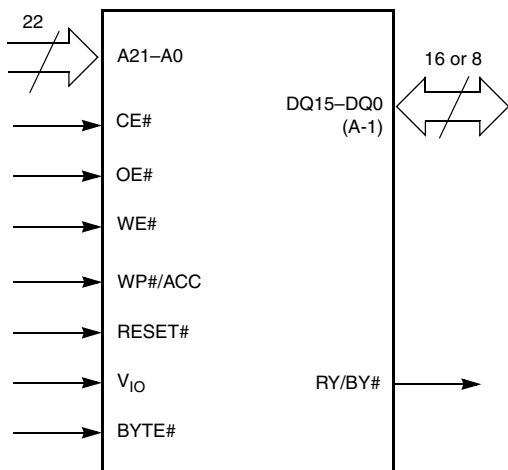 22
A21–A0
16 or 8
CE#
DQ15–DQ0
(A-1)
OE#
WE#
WP#/ACC
RESET#
VIO
RY/BY#
BYTE#